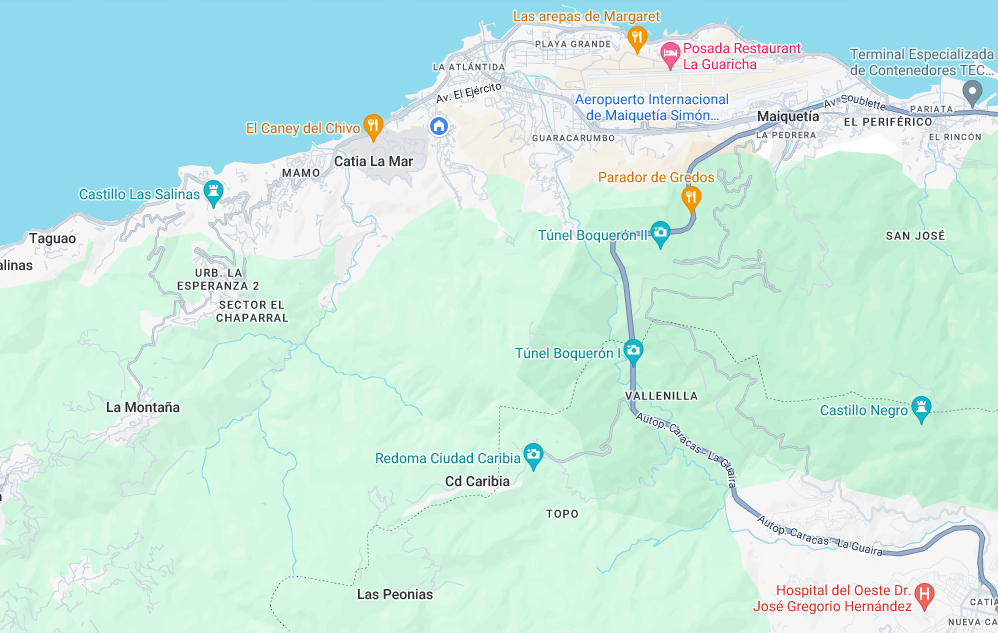 Las arepas de Margaret
PLAYA GRANDE
Posada Restaurant
La Guaricha
Terminal Especializada
de Contenedores TEC...
LA ATLÁNTIDA
Av. El Ejército
Aeropuerto Internacional
de Maiquetía Simón...
Av. Soublette
PARIATA
Maiquetía
EL PERIFÉRICO
El Caney del Chivo
GUARACARUMBO
LA PEDRERA
EL RINCÓN
Catia La Mar
MAMO
Parador de Gredos
Castillo Las Salinas
Taguao
Túnel Boquerón II
SAN JOSÉ
alinas
URB. LA
ESPERANZA 2
SECTOR EL
CHAPARRAL
Túnel Boquerón I
VALLENILLA
La Montaña
Castillo Negro
Autop. Caracas - La Guaira
Redoma Ciudad Caribia
Cd Caribia
TOPO
Autop. Caracas - La Guaira
Las Peonias
Hospital del Oeste Dr.
José Gregorio Hernández
CATIA
NUEVA CA